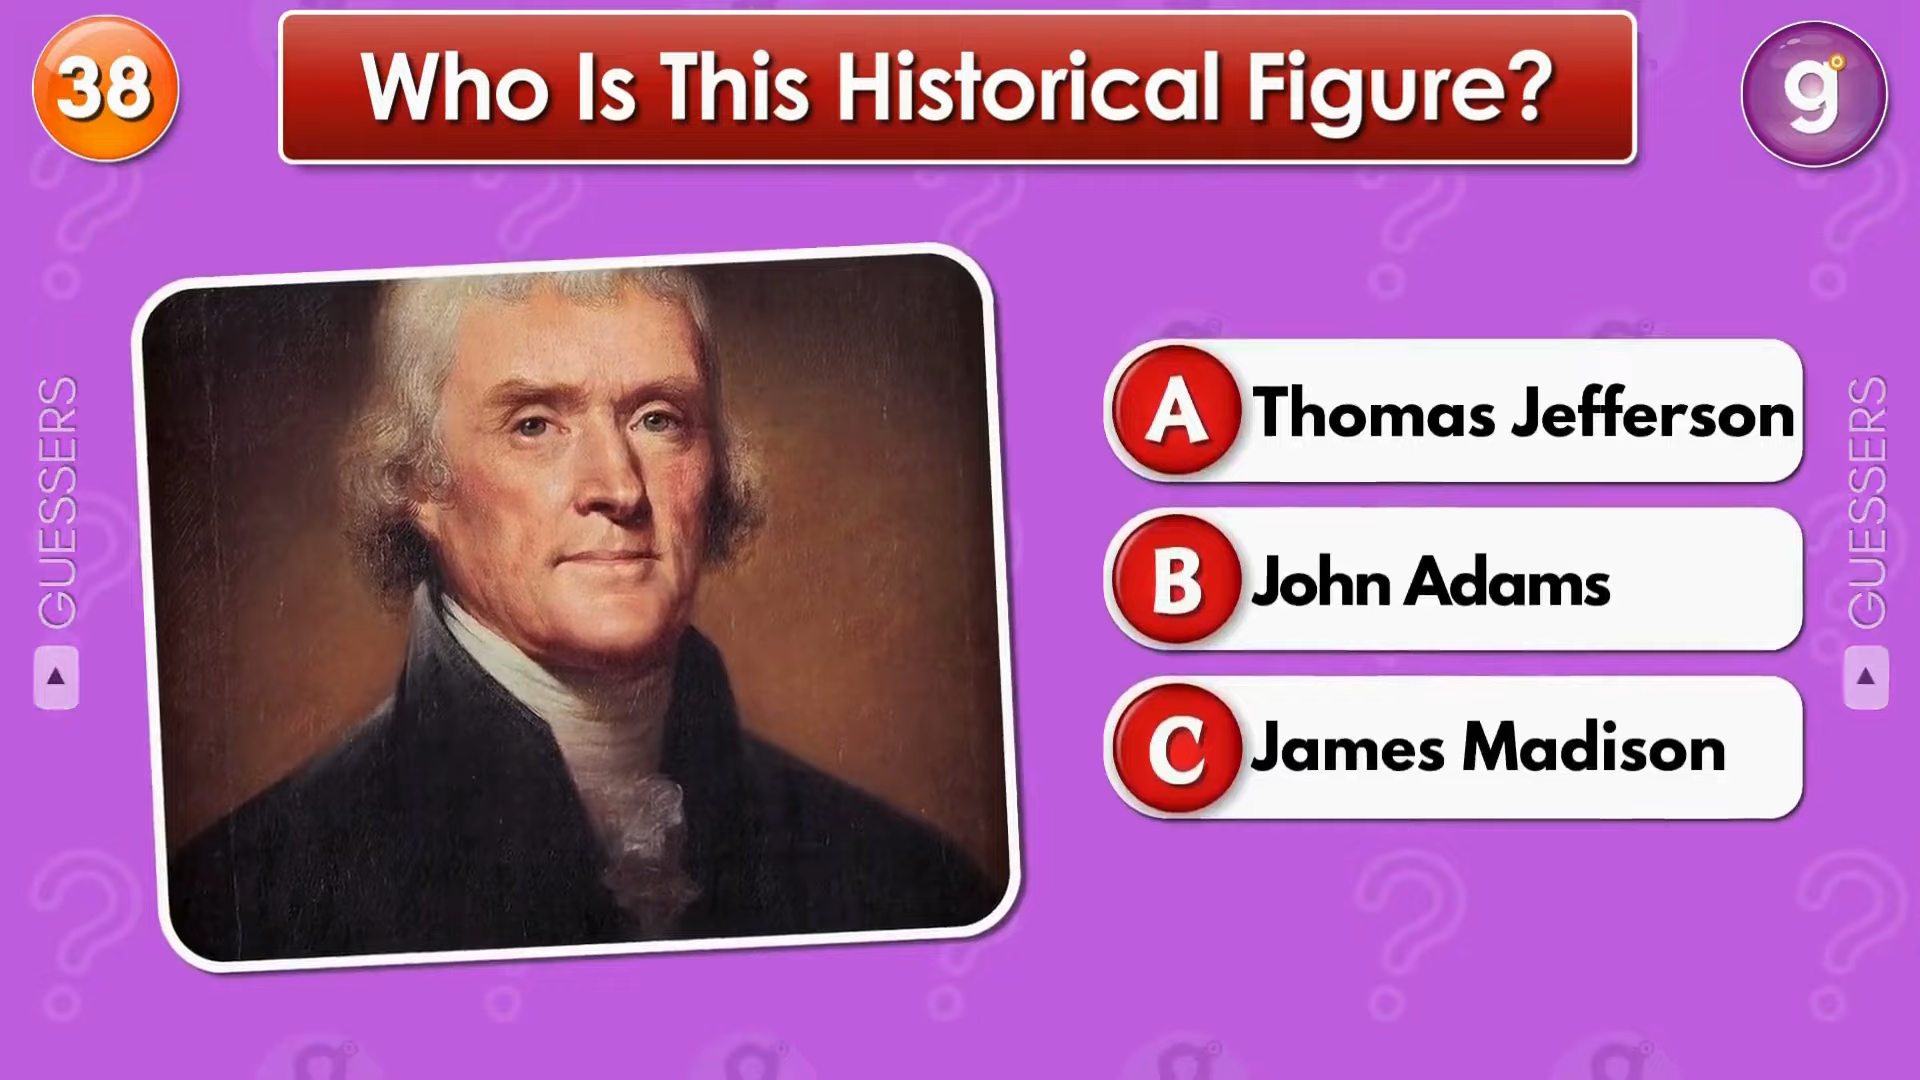 38
Who Is This Historical Figure?
g
GUESSERS
A Thomas Jefferson
B John Adams
C James Madison
GUESSERS